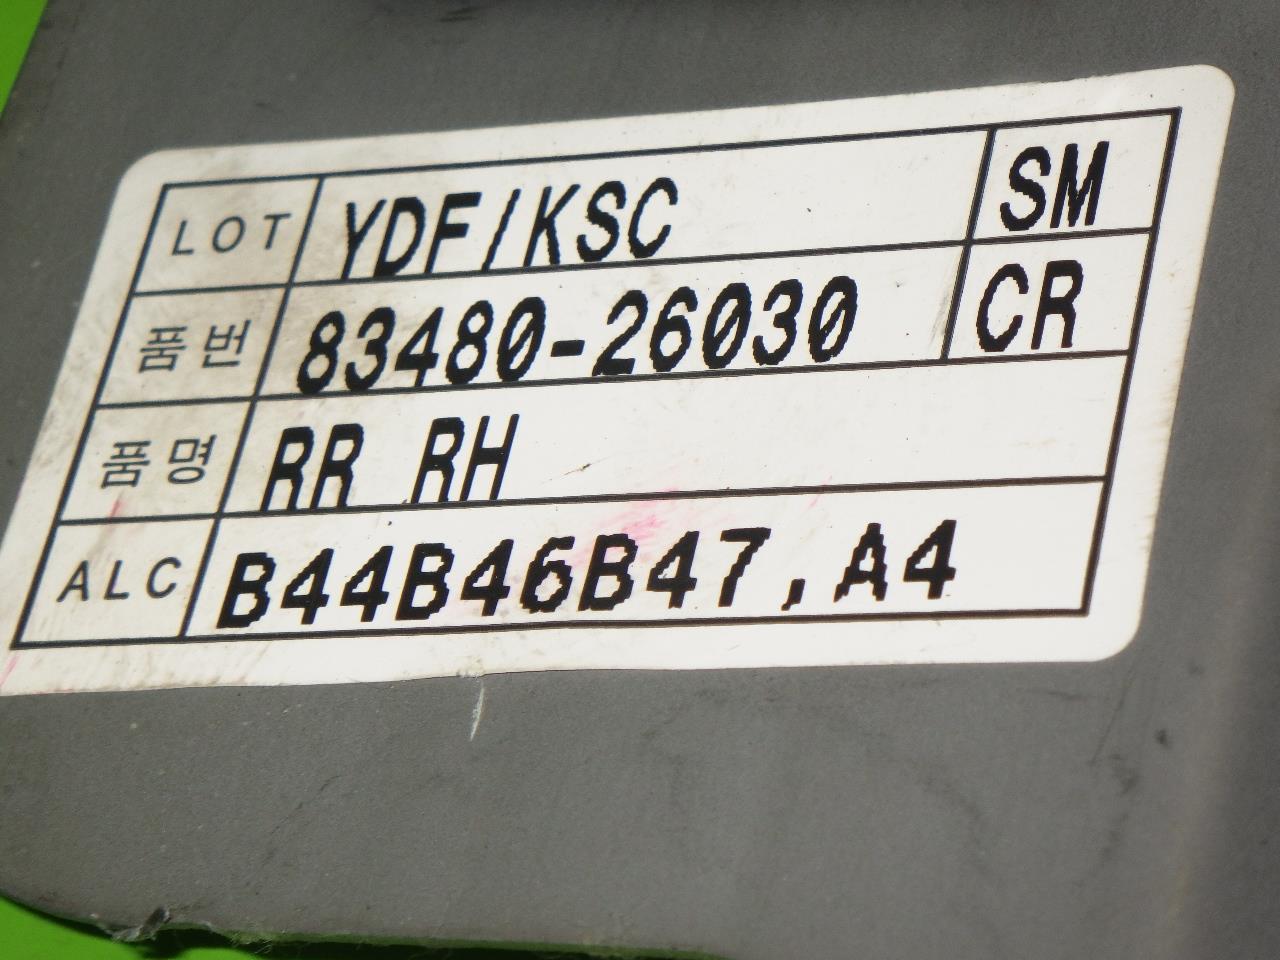 LOT YDF/KSC SM
품번 83480-26030 CR
품명 RR RH
ALC B44B46B47,A4